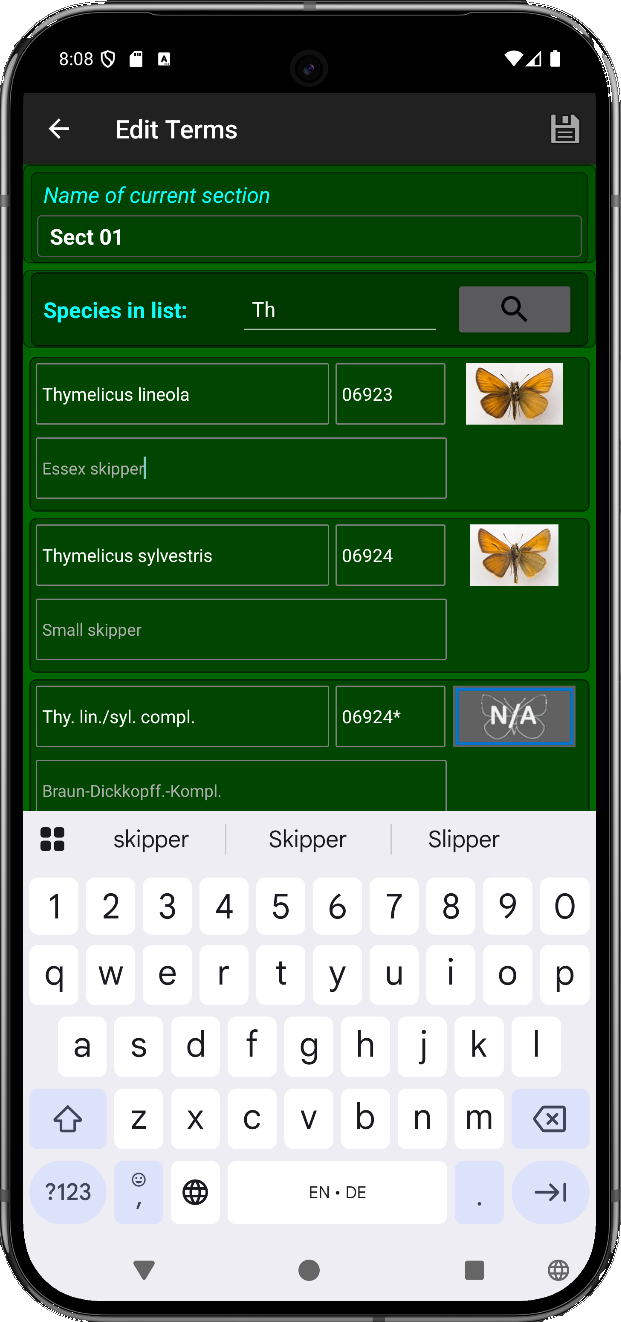 8:08
Edit Terms
Name of current section
Sect 01
Species in list: Th
Thymelicus lineola 06923
Essex skipper
Thymelicus sylvestris 06924
Small skipper
Thy. lin./syl. compl. 06924* N/A
Braun-Dickkopff.-Kompl.
skipper Skipper Slipper
1 2 3 4 5 6 7 8 9 0
q w e r t y u i o p
a s d f g h j k l
z x c v b n m
?123 , EN • DE .